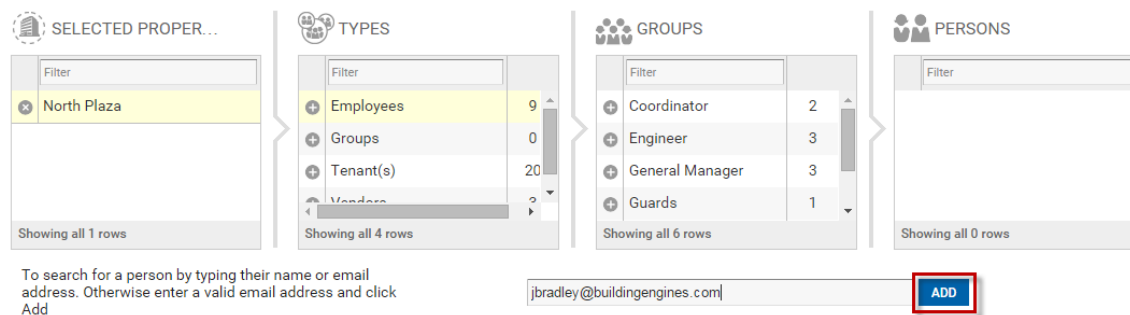 SELECTED PROPER...
TYPES
GROUPS
PERSONS
Filter
Filter
Filter
Filter
North Plaza
Employees 9
Groups 0
Tenant(s) 20
Vendors
Coordinator 2
Engineer 3
General Manager 3
Guards 1
Showing all 1 rows
Showing all 4 rows
Showing all 6 rows
Showing all 0 rows
To search for a person by typing their name or email
address. Otherwise enter a valid email address and click
Add
jbradley@buildingengines.com
ADD